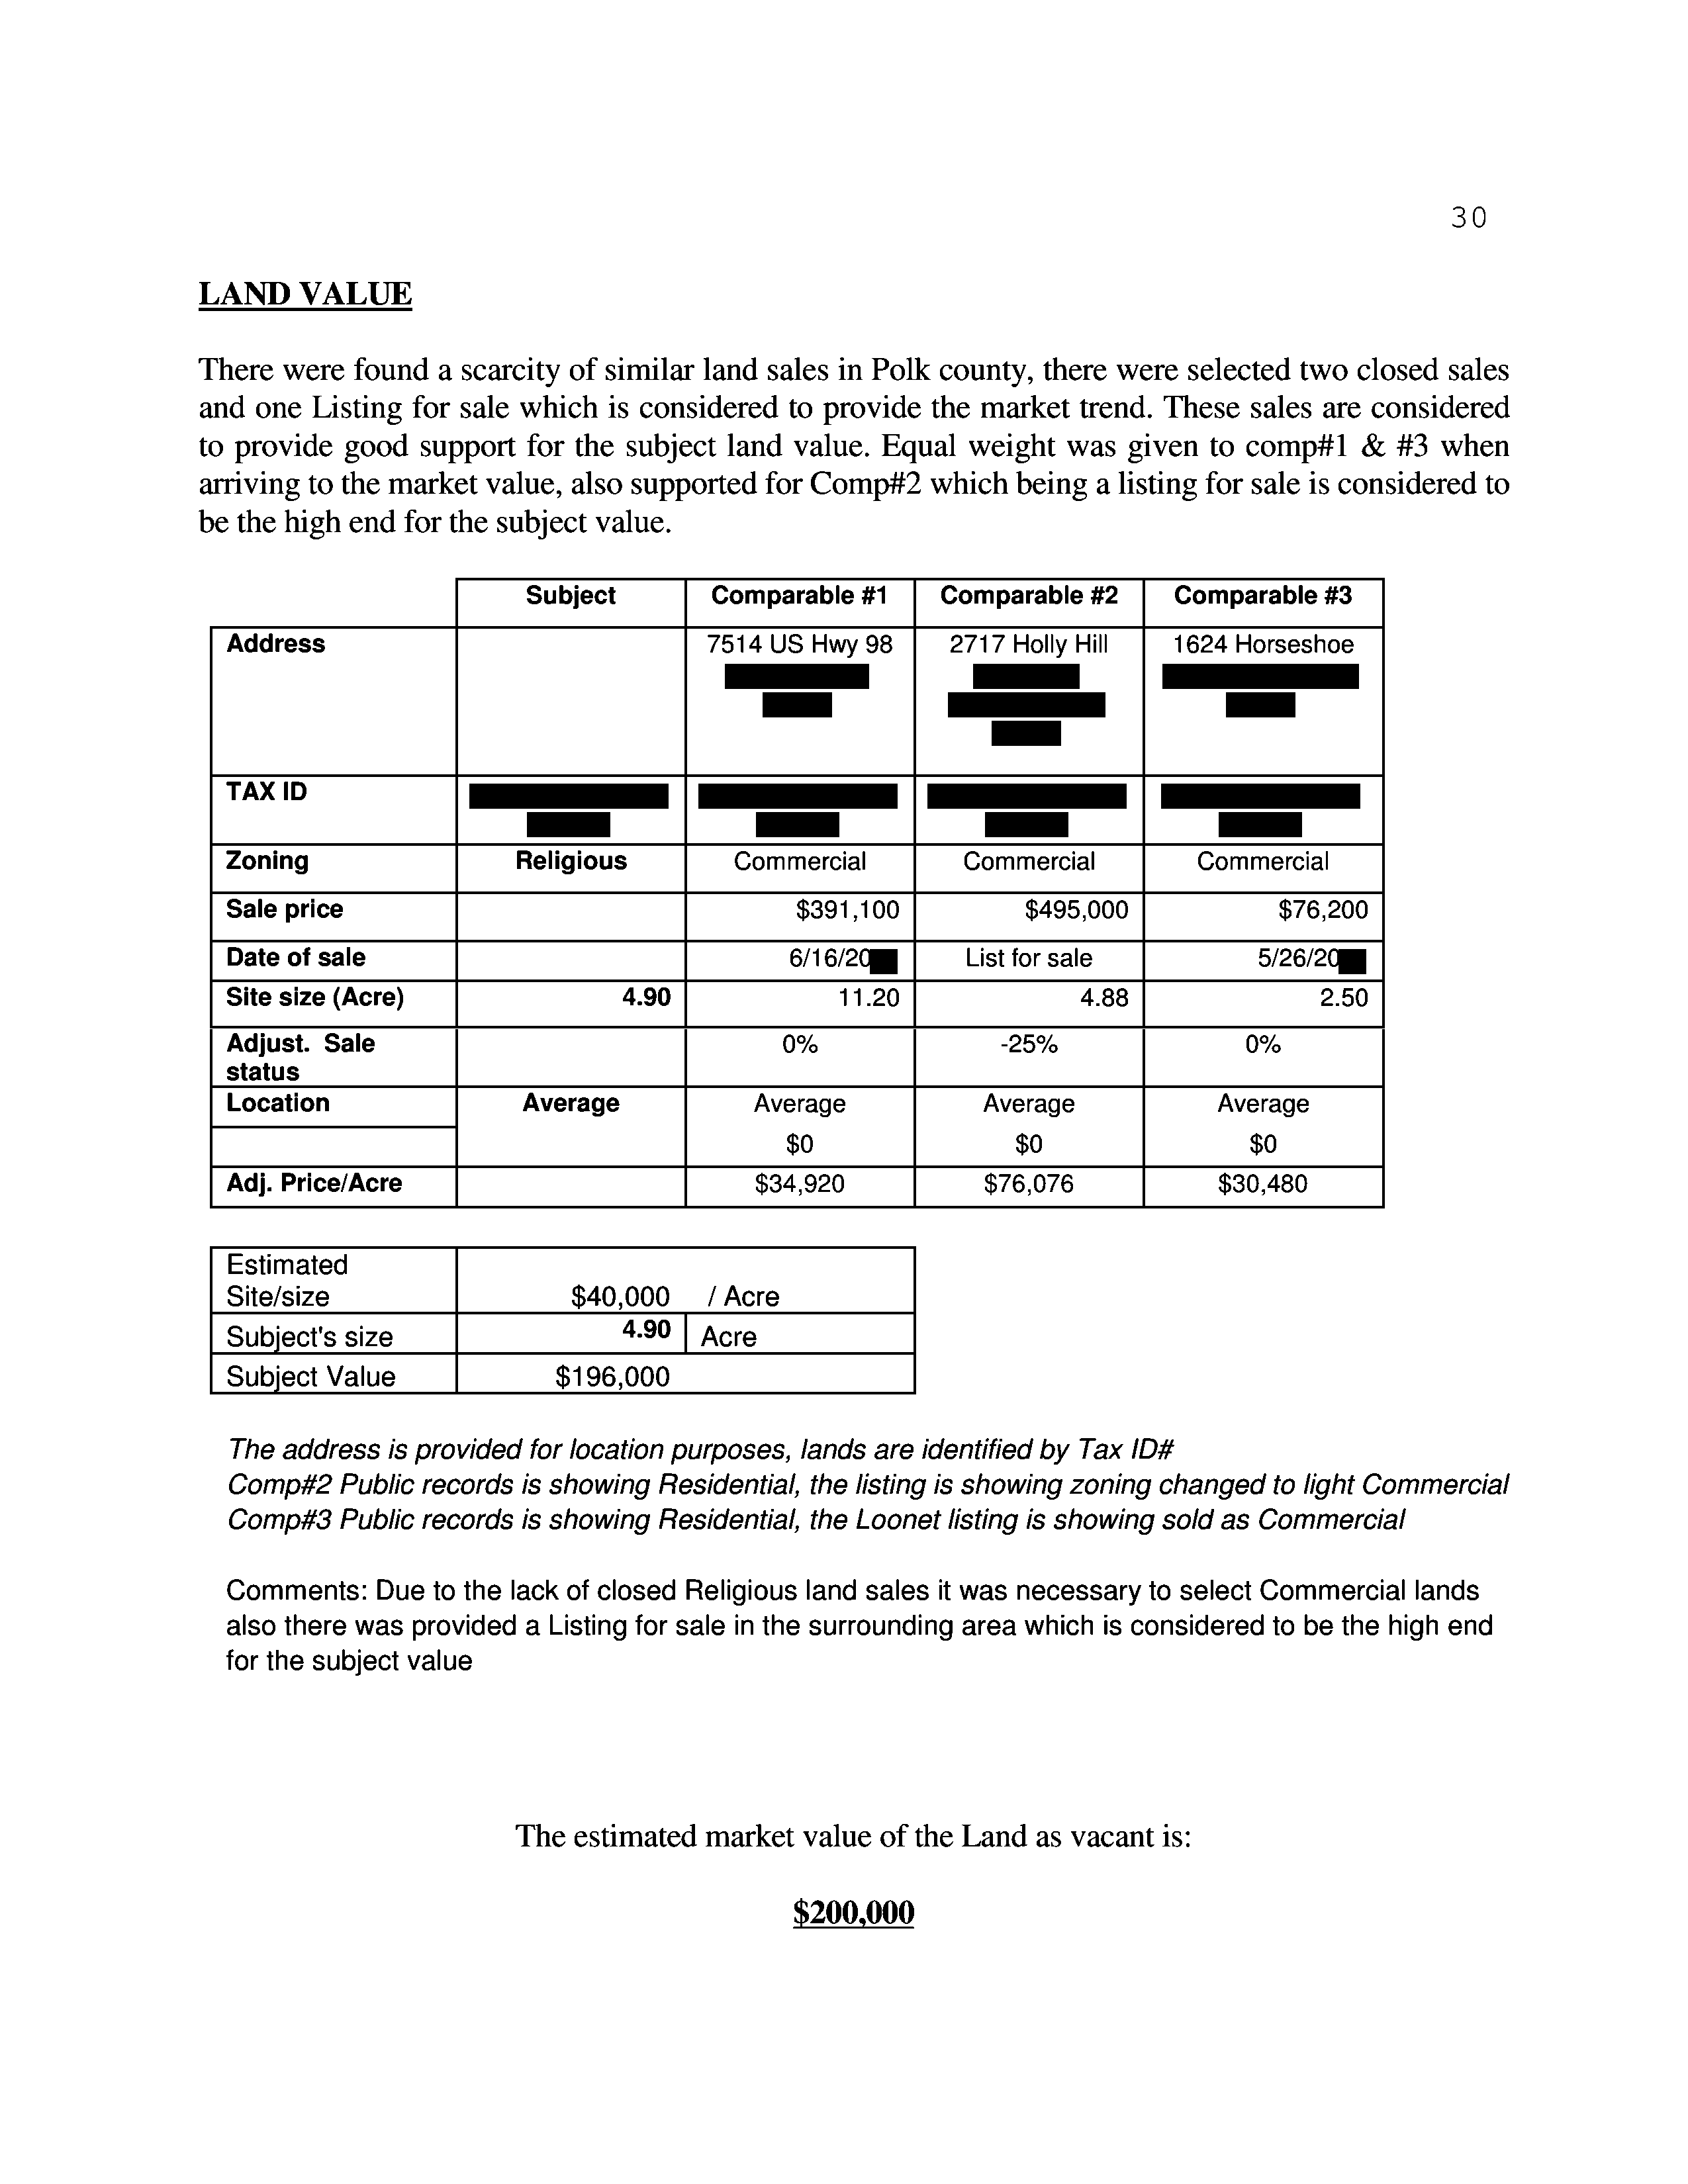 30
LAND VALUE
There were found a scarcity of similar land sales in Polk county, there were selected two closed sales
and one Listing for sale which is considered to provide the market trend. These sales are considered
to provide good support for the subject land value. Equal weight was given to comp#1 & #3 when
arriving to the market value, also supported for Comp#2 which being a listing for sale is considered to
be the high end for the subject value.
Subject Comparable #1 Comparable #2 Comparable #3
Address 7514 US Hwy 98 2717 Holly Hill 1624 Horseshoe
TAX ID
Zoning Religious Commercial Commercial Commercial
Sale price $391,100 $495,000 $76,200
Date of sale 6/16/20 List for sale 5/26/20
Site size (Acre) 4.90 11.20 4.88 2.50
Adjust. Sale 0% -25% 0%
status
Location Average Average Average Average
$0 $0 $0
Adj. Price/Acre $34,920 $76,076 $30,480
Estimated
Site/size $40,000 / Acre
Subject's size 4.90 Acre
Subject Value $196,000
The address is provided for location purposes, lands are identified by Tax ID#
Comp#2 Public records is showing Residential, the listing is showing zoning changed to light Commercial
Comp#3 Public records is showing Residential, the Loonet listing is showing sold as Commercial
Comments: Due to the lack of closed Religious land sales it was necessary to select Commercial lands
also there was provided a Listing for sale in the surrounding area which is considered to be the high end
for the subject value
The estimated market value of the Land as vacant is:
$200,000